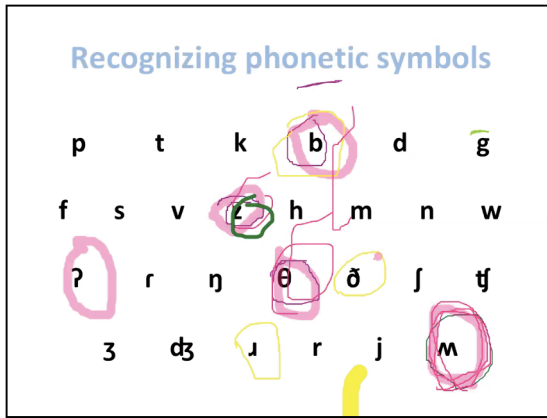 Recognizing phonetic symbols
p t k b d g
f s v z h m n w
ʔ ɾ ŋ θ ð ʃ ʧ
ʒ ʤ ɹ r j ʍ